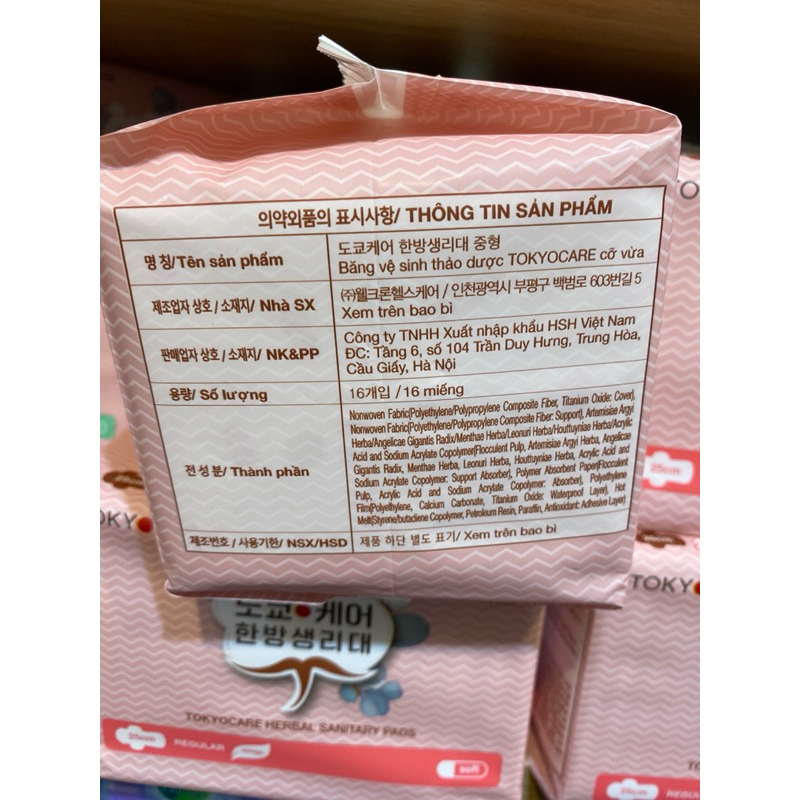 의약외품의 표시사항/ THÔNG TIN SẢN PHẨM
명 칭/Tên sản phẩm
도쿄케어 한방생리대 중형
Băng vệ sinh thảo dược TOKYOCARE cỡ vừa
제조업자 상호 / 소재지/ Nhà SX
㈜웰크론헬스케어 / 인천광역시 부평구 백범로 603번길 5
Xem trên bao bì
판매업자 상호 / 소재지/ NK&PP
Công ty TNHH Xuất nhập khẩu HSH Việt Nam
ĐC: Tầng 6, số 104 Trần Duy Hưng, Trung Hòa,
Cầu Giấy, Hà Nội
용량/ Số lượng
16개입 / 16 miếng
전 성 분/ Thành phần
Nonwoven Fabric(Polyethylene/Polypropylene Composite Fiber, Titanium Oxide: Cover),
Nonwoven Fabric(Polyethylene/Polypropylene Composite Fiber: Support), Artemisiae Argyi
Herba/Angelicae Gigantis Radix/Menthae Herba/Leonuri Herba/Houttuyniae Herba/Acrylic
Acid and Sodium Acrylate Copolymer(Flocculent Pulp, Artemisiae Argyi Herba, Angelicae
Gigantis Radix, Menthae Herba, Leonuri Herba, Houttuyniae Herba, Acrylic Acid and
Sodium Acrylate Copolymer: Support Absorber), Polymer Absorbent Paper(Flocculent
Pulp, Acrylic Acid and Sodium Acrylate Copolymer: Absorber), Polyethylene
Film(Polyethylene, Calcium Carbonate, Titanium Oxide: Waterproof Layer), Hot
Melt(Styrene/butadiene Copolymer, Petroleum Resin, Paraffin, Antioxidant: Adhesive Layer)
제조번호 / 사용기한/ NSX/HSD
제품 하단 별도 표기/ Xem trên bao bì
도쿄케어
한방생리대
TOKYOCARE HERBAL SANITARY PADS
25cm
REGULAR
soft
25cm
TOKY
25cm
REGULAR